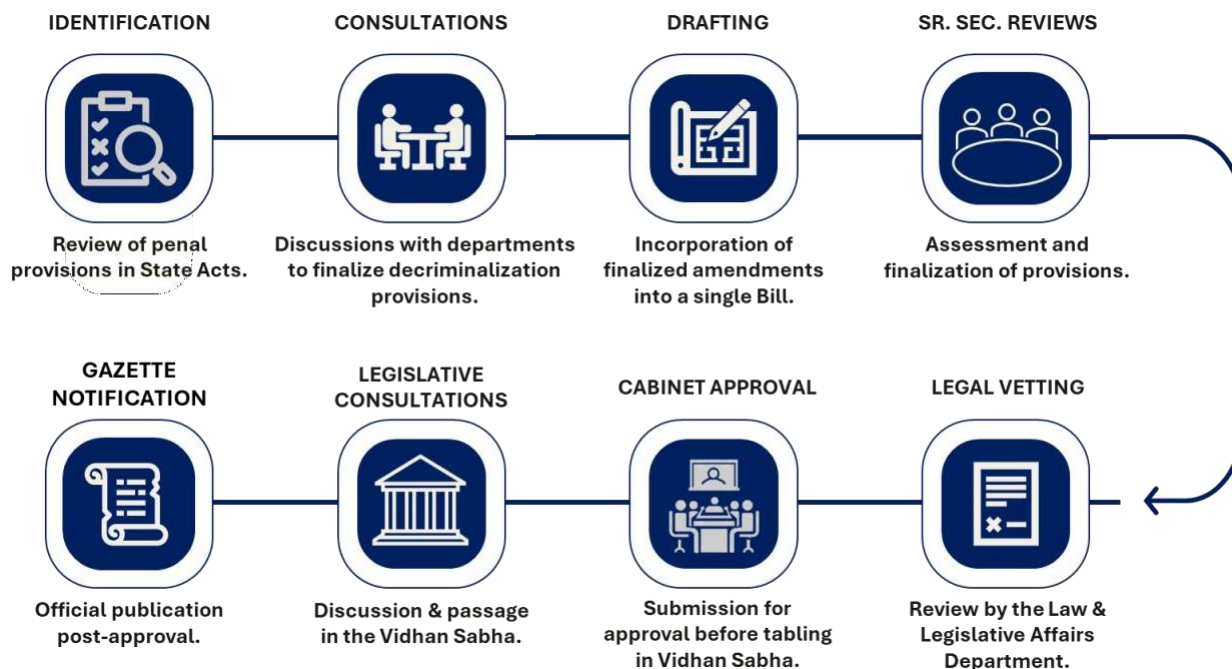 IDENTIFICATION
Review of penal
provisions in State Acts.
CONSULTATIONS
Discussions with departments
to finalize decriminalization
provisions.
DRAFTING
Incorporation of
finalized amendments
into a single Bill.
SR. SEC. REVIEWS
Assessment and
finalization of provisions.
LEGAL VETTING
Review by the Law &
Legislative Affairs
Department.
CABINET APPROVAL
Submission for
approval before tabling
in Vidhan Sabha.
LEGISLATIVE
CONSULTATIONS
Discussion & passage
in the Vidhan Sabha.
GAZETTE
NOTIFICATION
Official publication
post-approval.